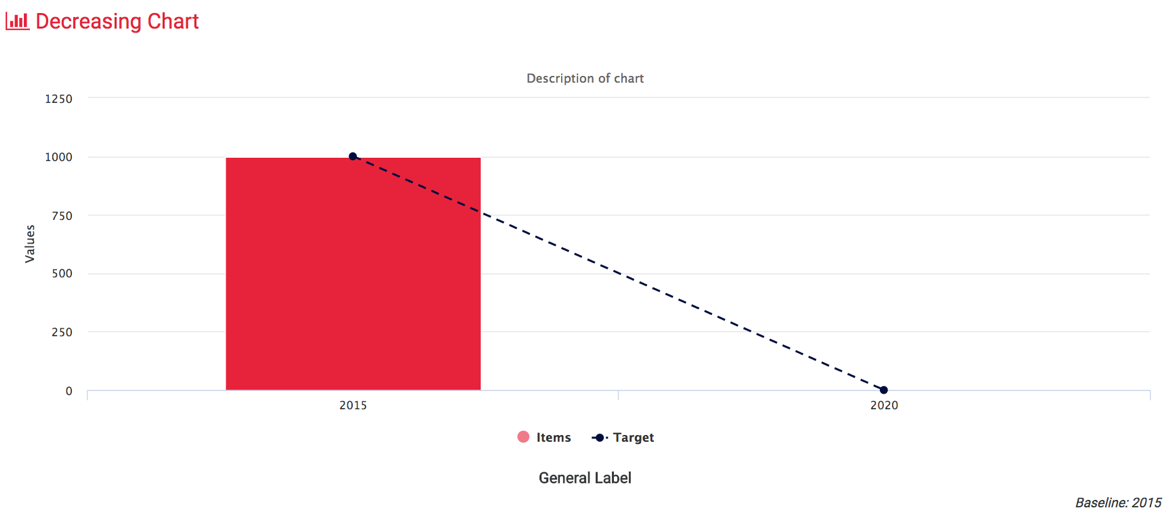 Decreasing Chart
Description of chart
1250
1000
750
500
250
0
Values
2015 2020
Items Target
General Label
Baseline: 2015